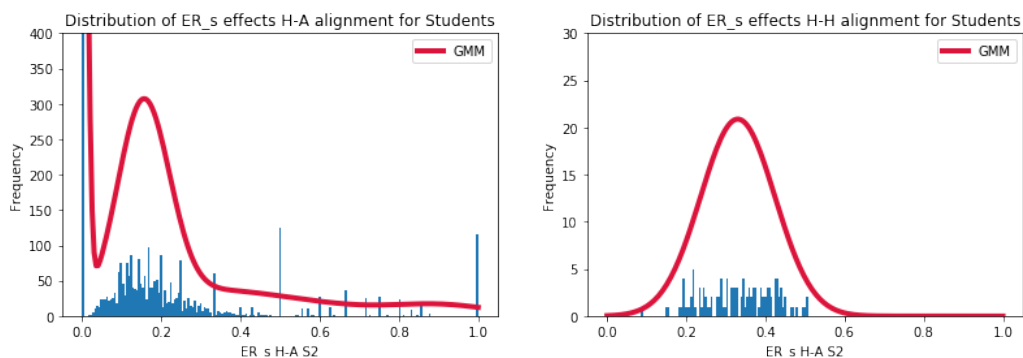 Distribution of ER_s effects H-A alignment for Students
400
350
300
250
200
150
100
50
0
Frequency
GMM
0.0 0.2 0.4 0.6 0.8 1.0
ER_s H-A S2
Distribution of ER_s effects H-H alignment for Students
30
25
20
15
10
5
0
Frequency
GMM
0.0 0.2 0.4 0.6 0.8 1.0
ER_s H-A S2